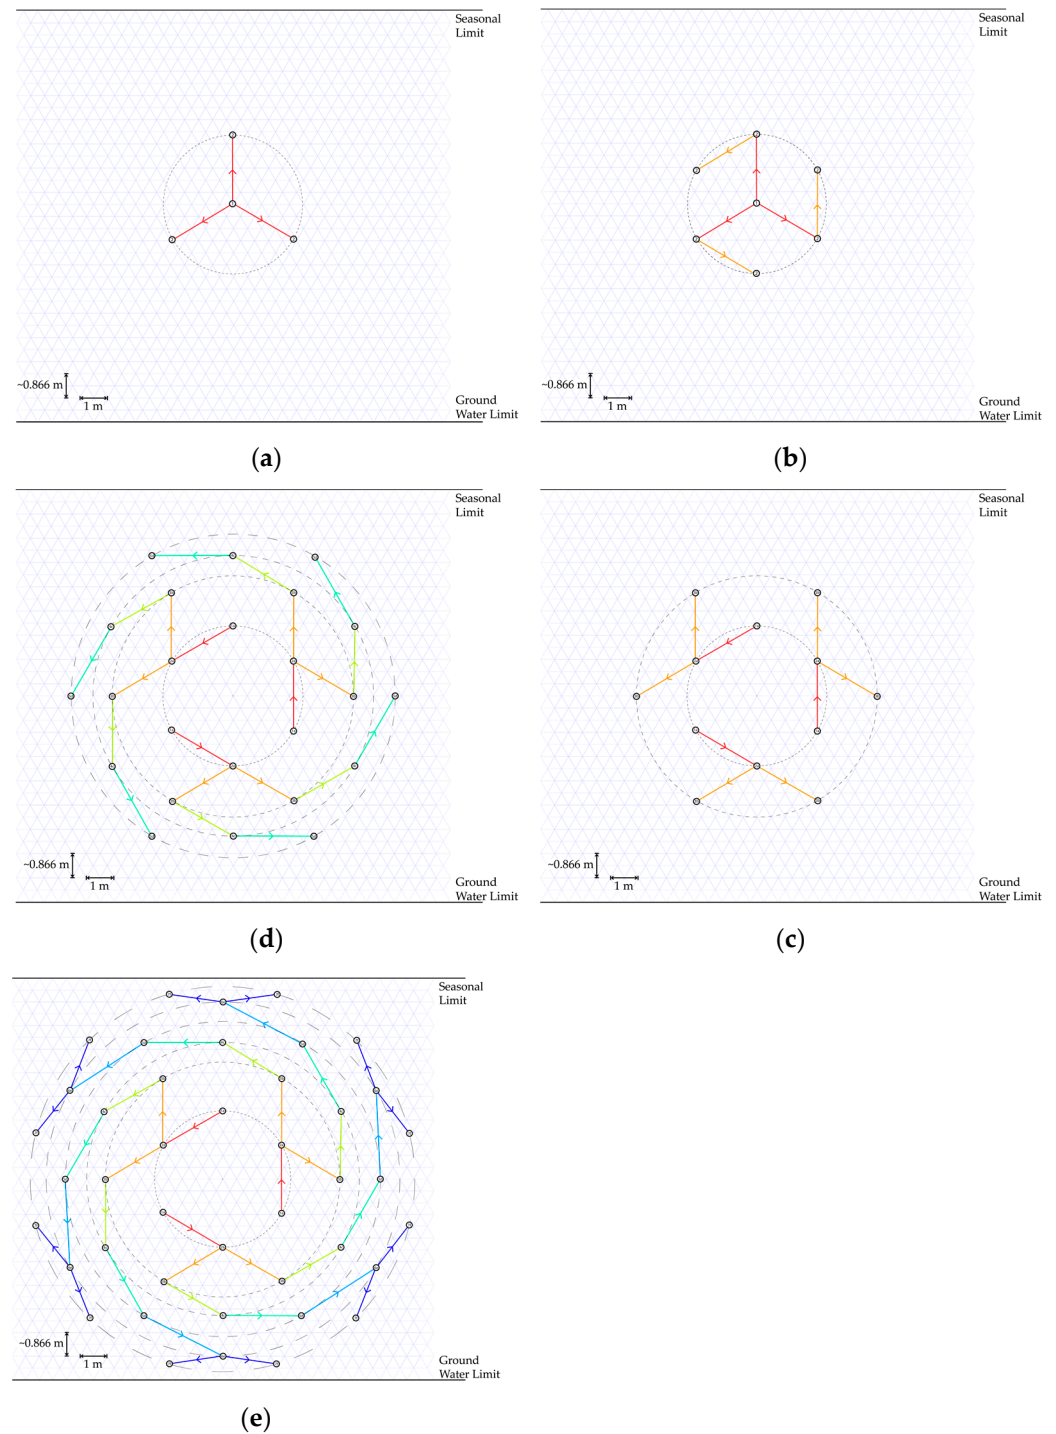 Seasonal
Limit
~0.866 m
1 m
Ground
Water Limit
(a)
Seasonal
Limit
~0.866 m
1 m
Ground
Water Limit
(b)
Seasonal
Limit
~0.866 m
1 m
Ground
Water Limit
(d)
Seasonal
Limit
~0.866 m
1 m
Ground
Water Limit
(c)
Seasonal
Limit
~0.866 m
1 m
Ground
Water Limit
(e)